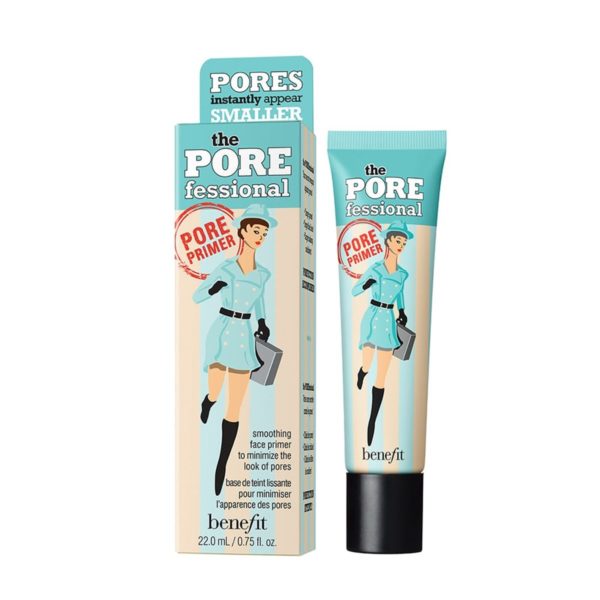 PORES
instantly appear
SMALLER
the
PORE
fessional
PORE
PRIMER
smoothing
face primer
to minimize the
look of pores
base de teint lissante
pour minimiser
l'apparence des pores
benefit
22.0 mL / 0.75 fl. oz.
the
PORE
fessional
PORE
PRIMER
benefit